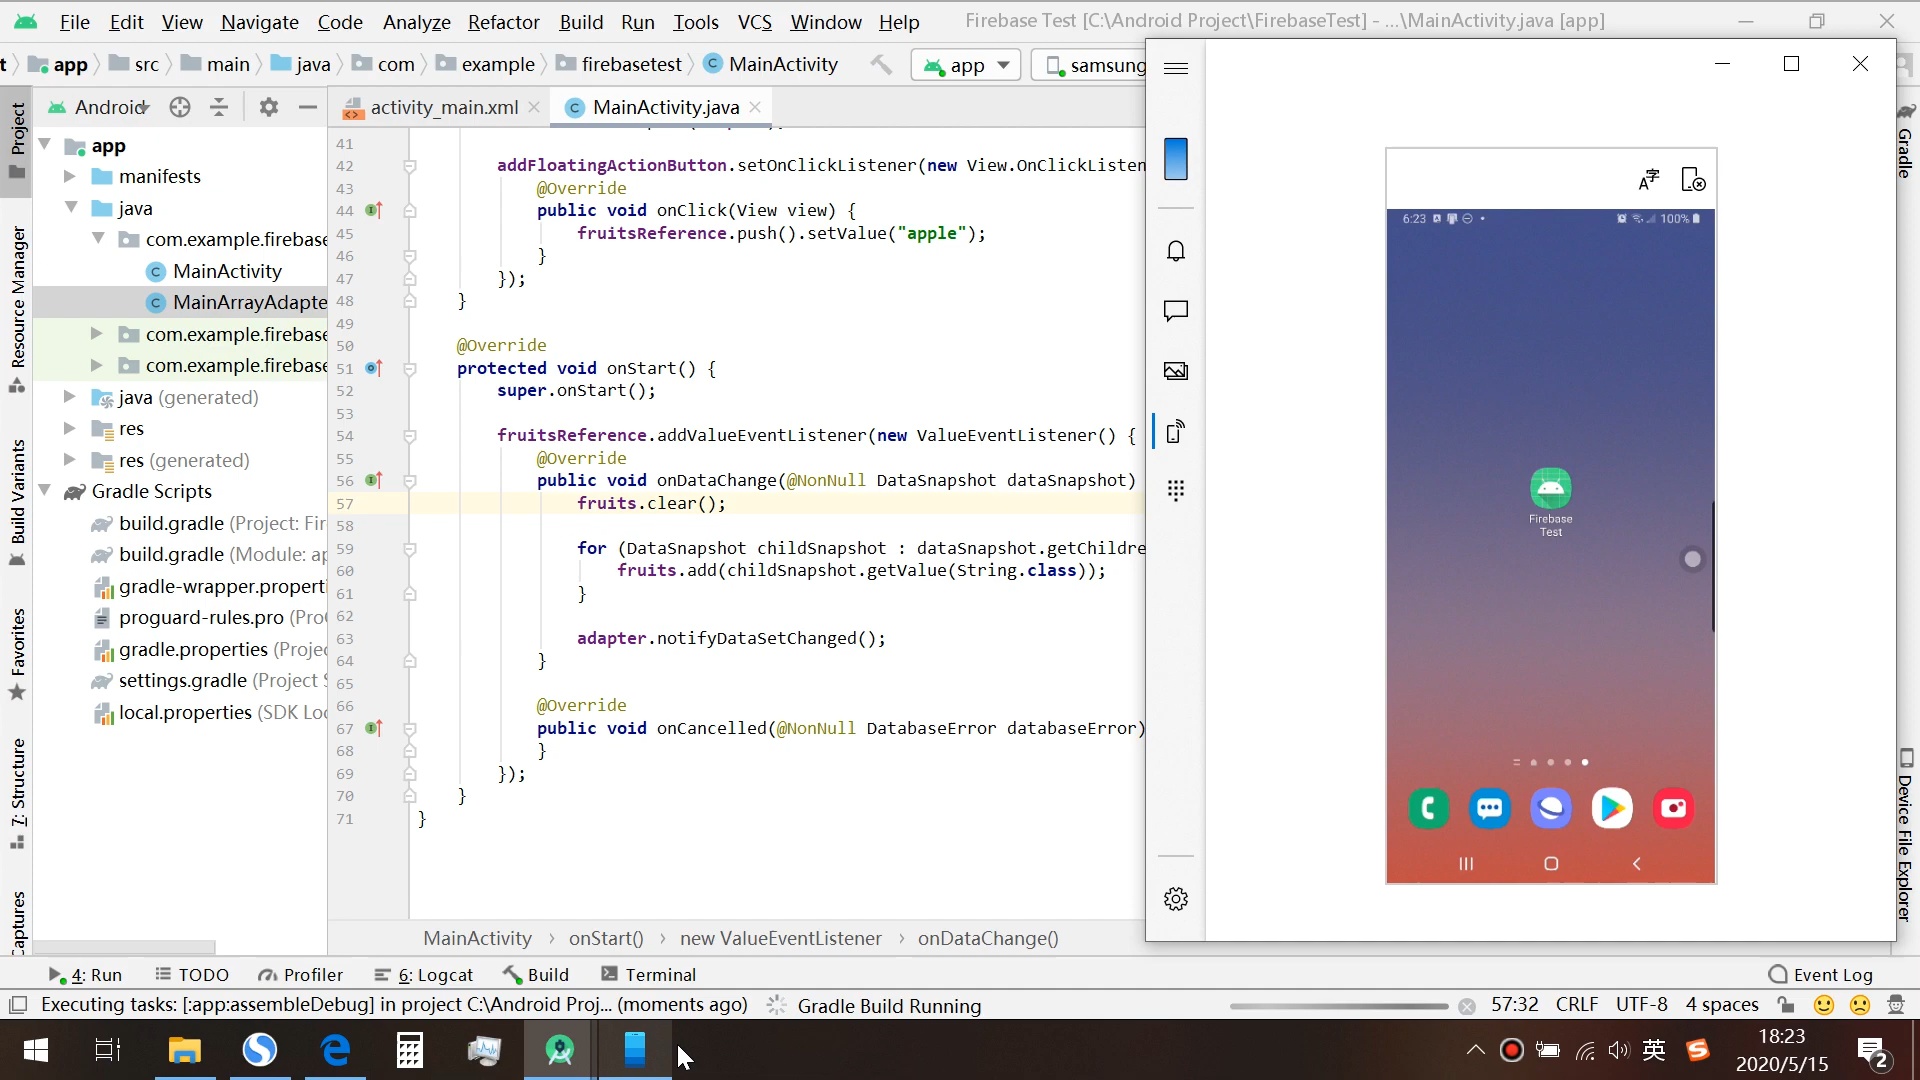 File Edit View Navigate Code Analyze Refactor Build Run Tools VCS Window Help Firebase Test [C:\Android Project\FirebaseTest] - ...\MainActivity.java [app]
t app src main java com example firebasetest MainActivity app samsung
Android activity_main.xml MainActivity.java
Project
Resource Manager
Build Variants
Favorites
7: Structure
Captures
app
manifests
java
com.example.firebase
MainActivity
MainArrayAdapte
com.example.firebase
com.example.firebase
java (generated)
res
res (generated)
Gradle Scripts
build.gradle (Project: Fir
build.gradle (Module: ap
gradle-wrapper.properti
proguard-rules.pro (Pro
gradle.properties (Projec
settings.gradle (Project S
local.properties (SDK Loc
41
42 addFloatingActionButton.setOnClickListener(new View.OnClickListen
43 @Override
44 public void onClick(View view) {
45 fruitsReference.push().setValue("apple");
46 }
47 });
48 }
49
50 @Override
51 protected void onStart() {
52 super.onStart();
53
54 fruitsReference.addValueEventListener(new ValueEventListener() {
55 @Override
56 public void onDataChange(@NonNull DataSnapshot dataSnapshot)
57 fruits.clear();
58
59 for (DataSnapshot childSnapshot : dataSnapshot.getChildre
60 fruits.add(childSnapshot.getValue(String.class));
61 }
62
63 adapter.notifyDataSetChanged();
64 }
65
66 @Override
67 public void onCancelled(@NonNull DatabaseError databaseError)
68 }
69 });
70 }
71 }
MainActivity › onStart() › new ValueEventListener › onDataChange()
A字
6:23 100%
Firebase
Test
Gradle
Device File Explorer
4: Run TODO Profiler 6: Logcat Build Terminal Event Log
Executing tasks: [:app:assembleDebug] in project C:\Android Proj... (moments ago) Gradle Build Running 57:32 CRLF UTF-8 4 spaces
英 18:23
2020/5/15 2